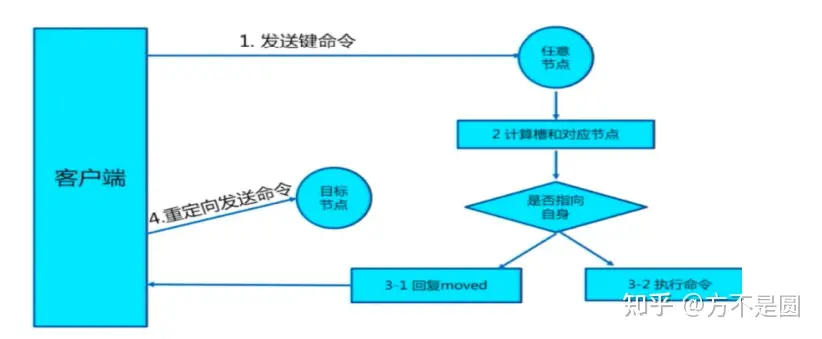 1. 发送键命令
任意
节点
2 计算槽和对应节点
客户端
4.重定向发送命令
目标
节点
是否指向
自身
3-1 回复moved
3-2 执行命令
知乎 @方不是圆